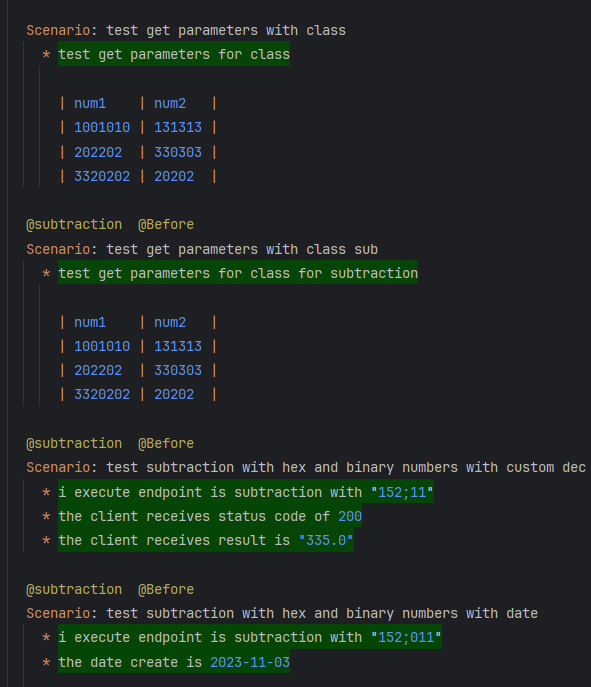 Scenario: test get parameters with class
* test get parameters for class
| num1 | num2 |
| 1001010 | 131313 |
| 202202 | 330303 |
| 3320202 | 20202 |
@subtraction @Before
Scenario: test get parameters with class sub
* test get parameters for class for subtraction
| num1 | num2 |
| 1001010 | 131313 |
| 202202 | 330303 |
| 3320202 | 20202 |
@subtraction @Before
Scenario: test subtraction with hex and binary numbers with custom dec
* i execute endpoint is subtraction with "152;11"
* the client receives status code of 200
* the client receives result is "335.0"
@subtraction @Before
Scenario: test subtraction with hex and binary numbers with date
* i execute endpoint is subtraction with "152;011"
* the date create is 2023-11-03